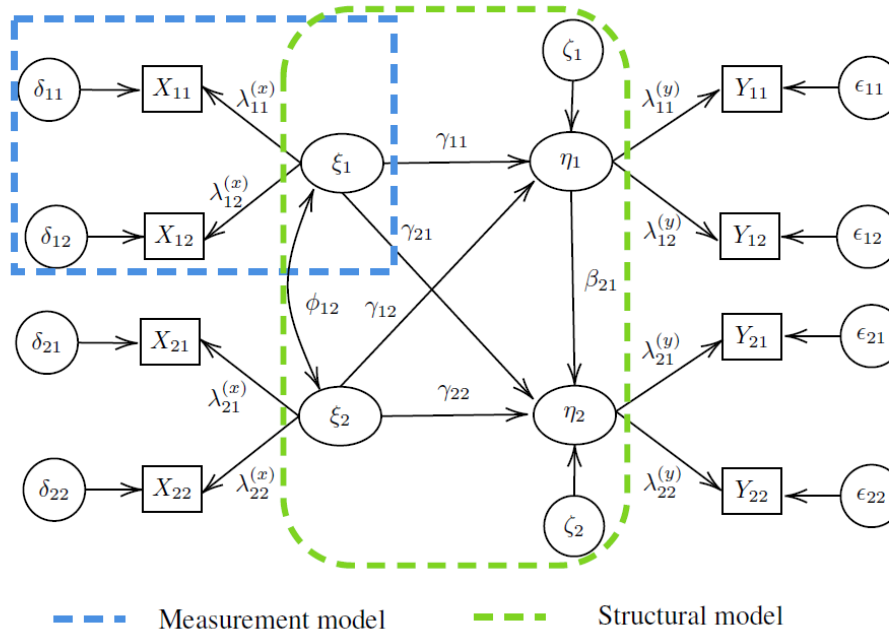 ζ₁
δ₁₁ X₁₁ λ₁₁⁽ˣ⁾ λ₁₁⁽ʸ⁾ Y₁₁ ϵ₁₁
ξ₁ γ₁₁ η₁
λ₁₂⁽ˣ⁾ λ₁₂⁽ʸ⁾
δ₁₂ X₁₂ γ₂₁ Y₁₂ ϵ₁₂
ϕ₁₂ γ₁₂ β₂₁
δ₂₁ X₂₁ λ₂₁⁽ʸ⁾ Y₂₁ ϵ₂₁
λ₂₁⁽ˣ⁾ γ₂₂
ξ₂ η₂
δ₂₂ X₂₂ λ₂₂⁽ˣ⁾ λ₂₂⁽ʸ⁾ Y₂₂ ϵ₂₂
ζ₂
Measurement model Structural model